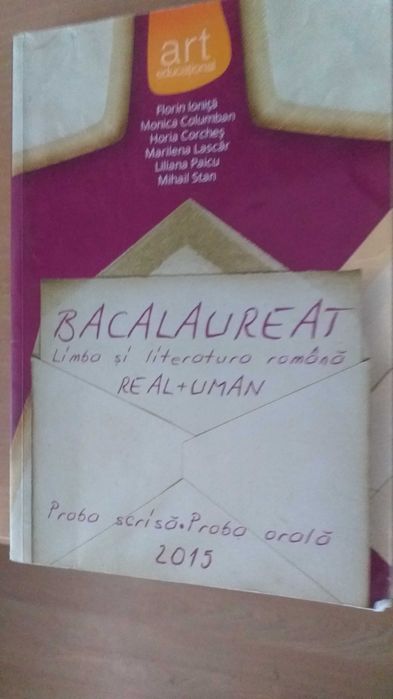 art
educațional
Florin Ioniță
Monica Columban
Horia Corcheș
Marilena Lascăr
Liliana Paicu
Mihail Stan
BACALAUREAT
Limba și literatura română
REAL+UMAN
Proba scrisă•Proba orală
2015